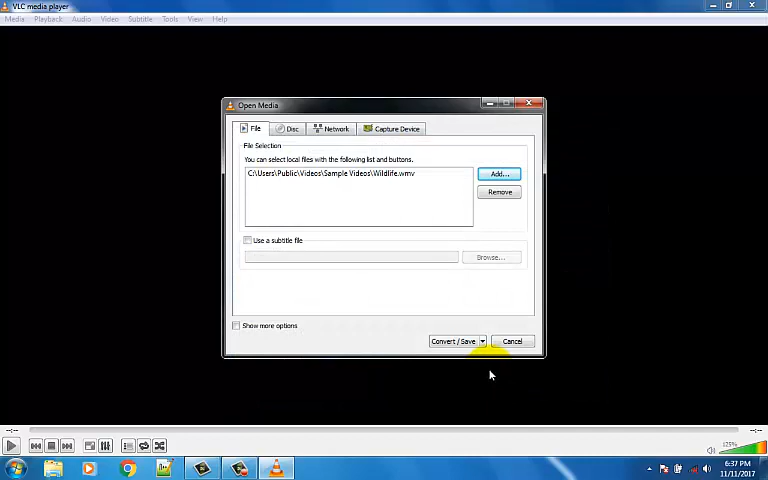 VLC media player
Media Playback Audio Video Subtitle Tools View Help
Open Media
File Disc Network Capture Device
File Selection
You can select local files with the following list and buttons.
C:\Users\Public\Videos\Sample Videos\Wildlife.wmv
Add...
Remove
Use a subtitle file
Browse...
Show more options
Convert / Save Cancel
--:-- --:--
125%
6:37 PM
11/11/2017